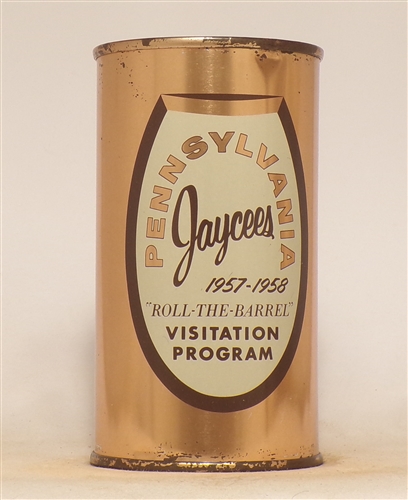 PENNSYLVANIA
Jaycees
1957-1958
"ROLL-THE-BARREL"
VISITATION
PROGRAM